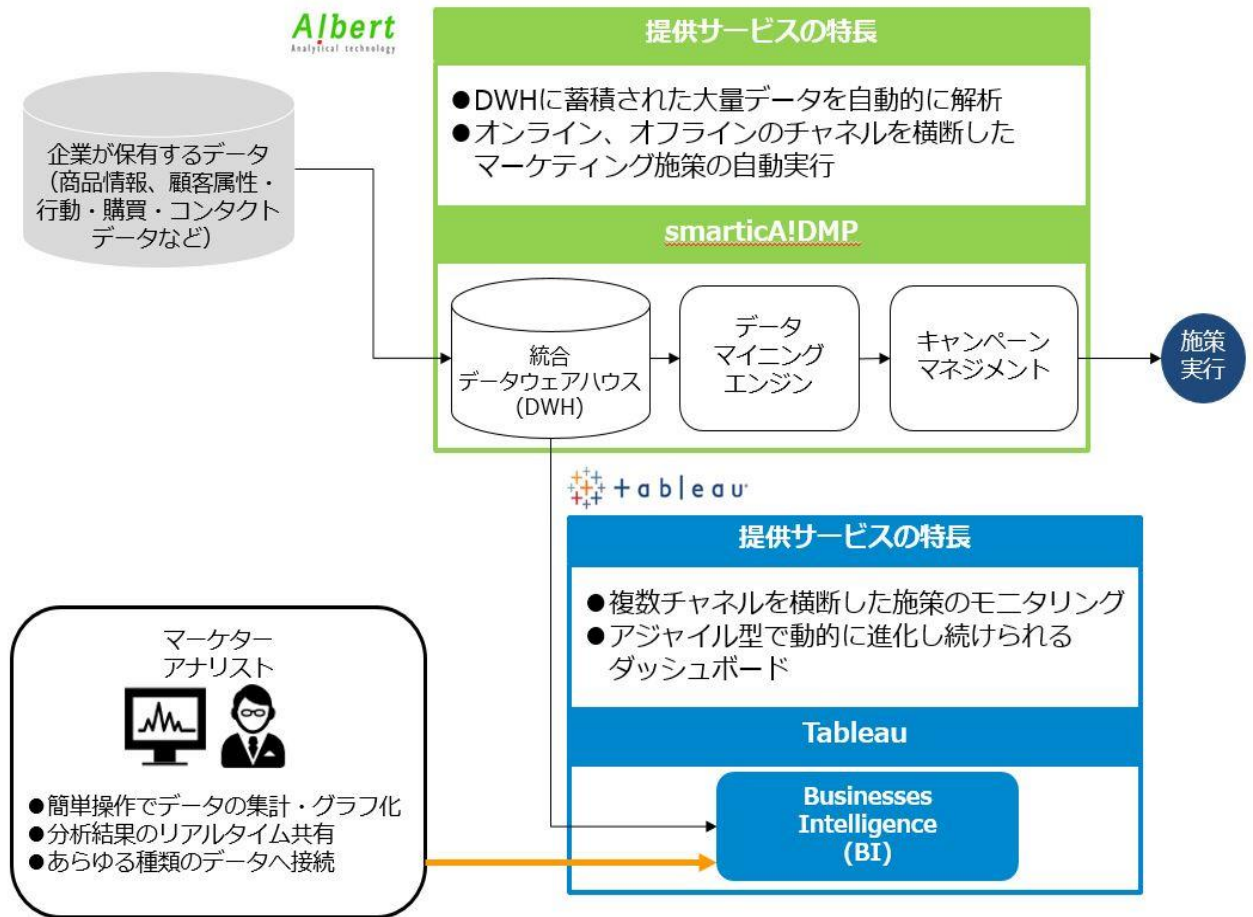 A!bert
Analytical technology
提供サービスの特長
●DWHに蓄積された大量データを自動的に解析
●オンライン、オフラインのチャネルを横断した
マーケティング施策の自動実行
企業が保有するデータ
（商品情報、顧客属性・
行動・購買・コンタクト
データなど）
smarticA!DMP
統合
データウェアハウス
(DWH)
データ
マイニング
エンジン
キャンペーン
マネジメント
施策
実行
+ableau
提供サービスの特長
●複数チャネルを横断した施策のモニタリング
●アジャイル型で動的に進化し続けられる
ダッシュボード
Tableau
Businesses
Intelligence
(BI)
マーケター
アナリスト
●簡単操作でデータの集計・グラフ化
●分析結果のリアルタイム共有
●あらゆる種類のデータへ接続